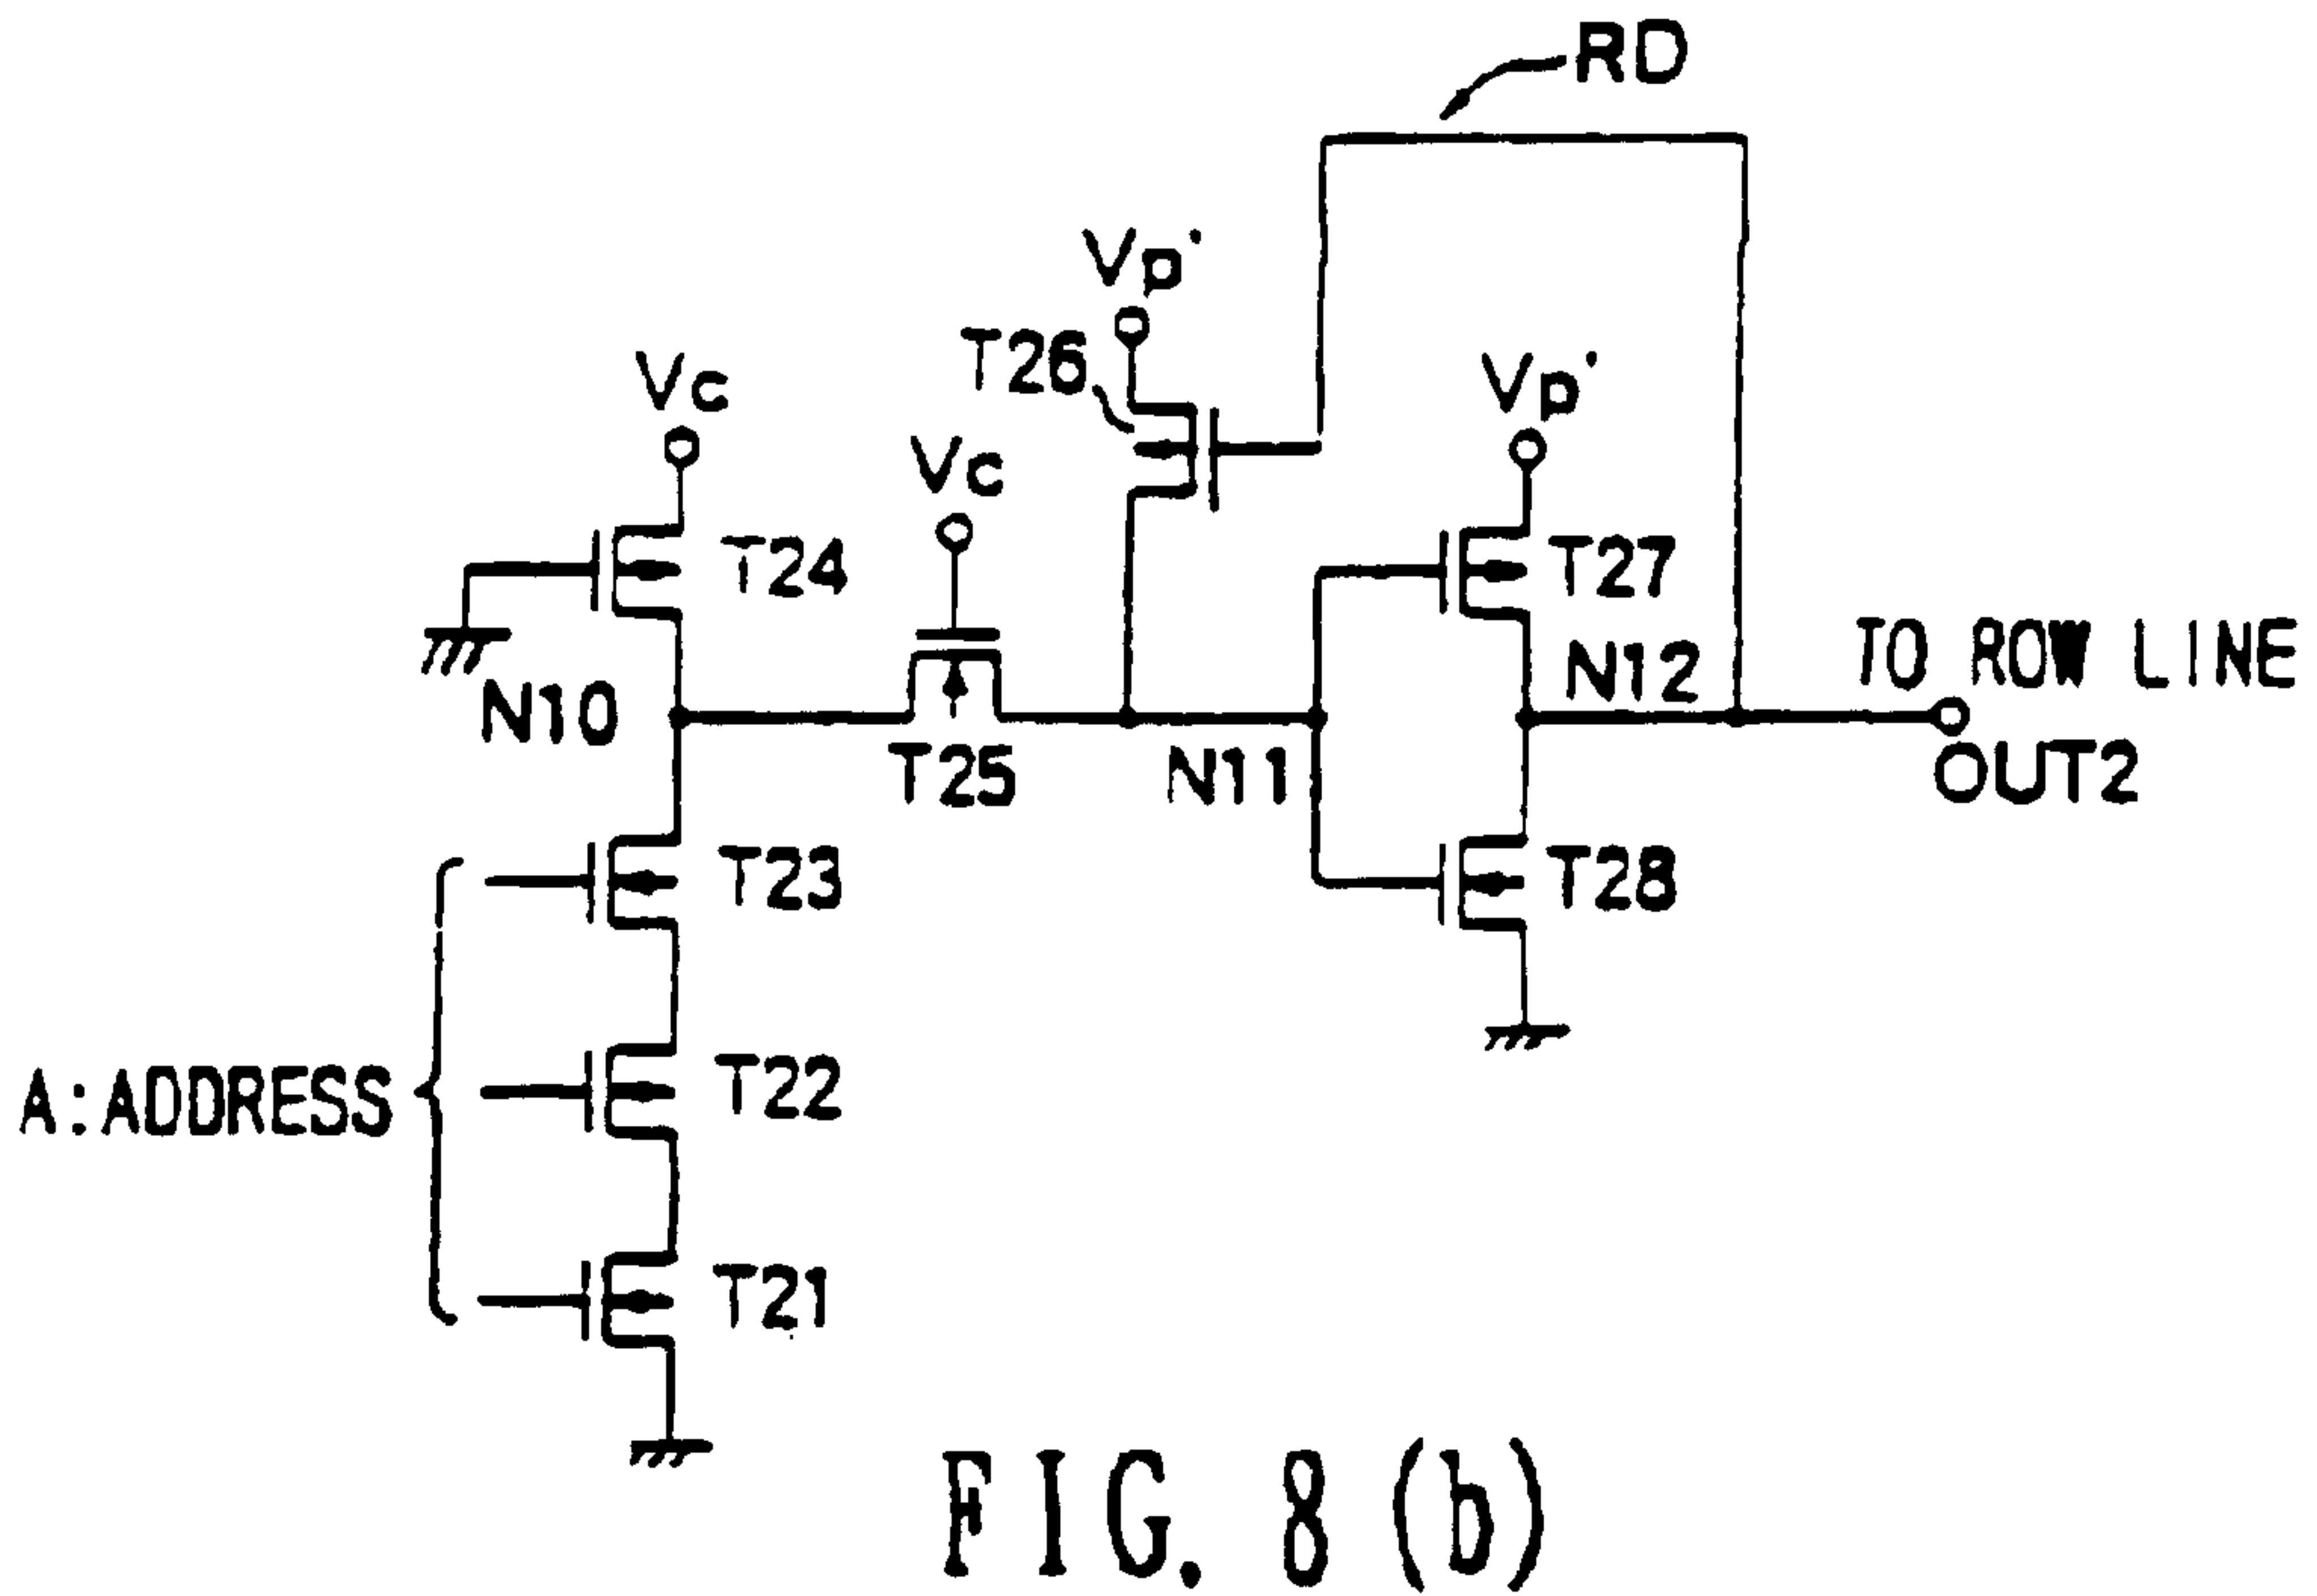 RD
Vp'
T26
Vc
Vp'
Vc
T24
T27
N10
N12
TO ROW LINE
T25
N11
OUT2
T23
T28
A:ADDRESS
T22
T21
FIG. 8 (b)